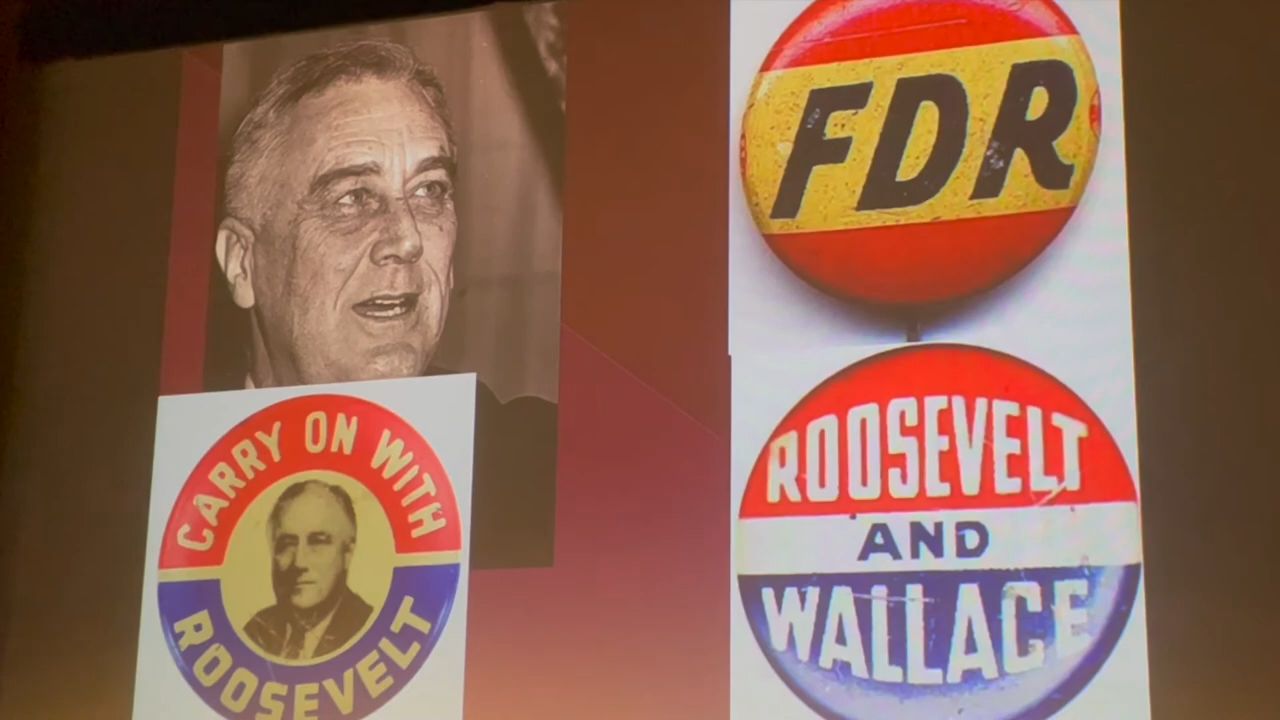 FDR
CARRY ON WITH
ROOSEVELT
ROOSEVELT
AND
WALLACE